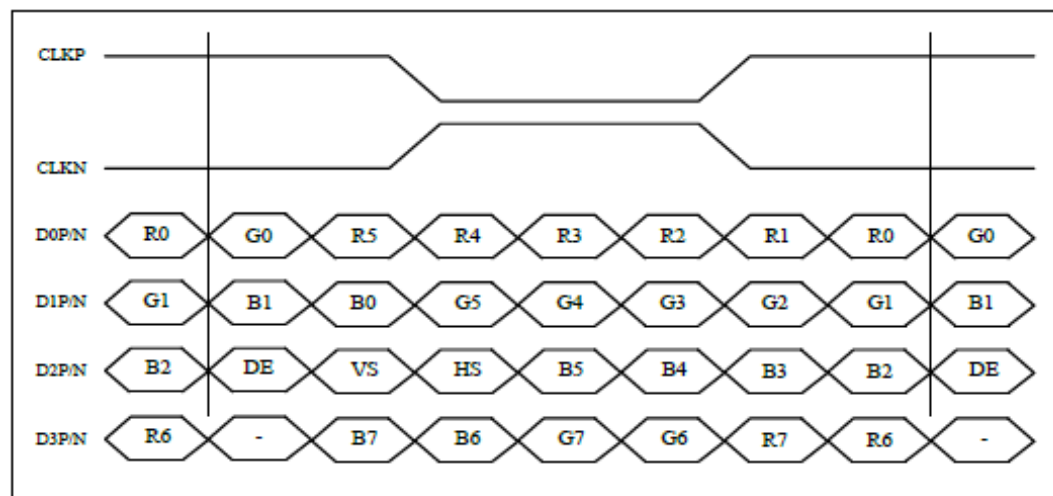 CLKP
CLKN
D0P/N R0 G0 R5 R4 R3 R2 R1 R0 G0
D1P/N G1 B1 B0 G5 G4 G3 G2 G1 B1
D2P/N B2 DE VS HS B5 B4 B3 B2 DE
D3P/N R6 - B7 B6 G7 G6 R7 R6 -